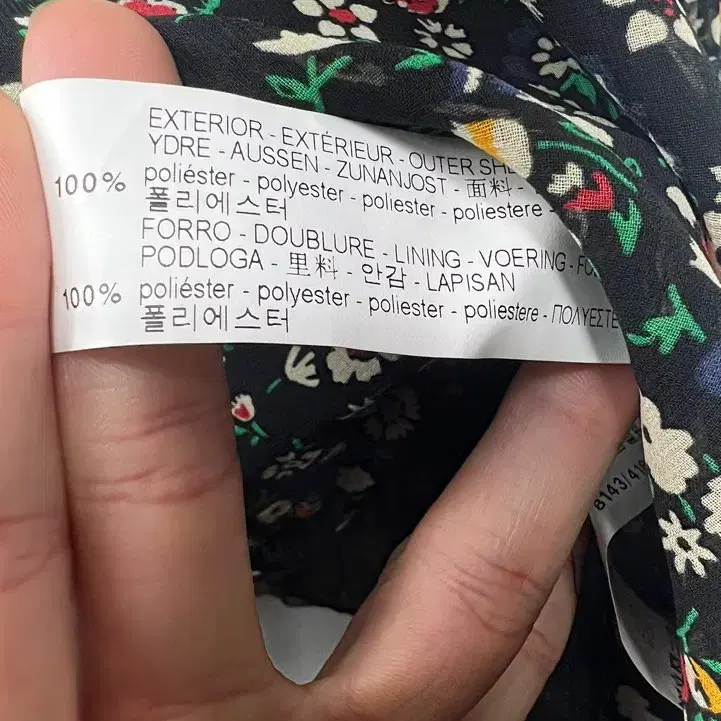 EXTERIOR - EXTÉRIEUR - OUTER
YDRE - AUSSEN - ZUNANJOST - 面料 -
100% poliéster - polyester - poliester - poliestere -
폴리에스터
FORRO - DOUBLURE - LINING - VOERING -
PODLOGA - 里料 - 안감 - LAPISAN
100% poliéster - polyester - poliester - poliestere - ΠΟΛΥΕΣΤΕ
폴리에스터